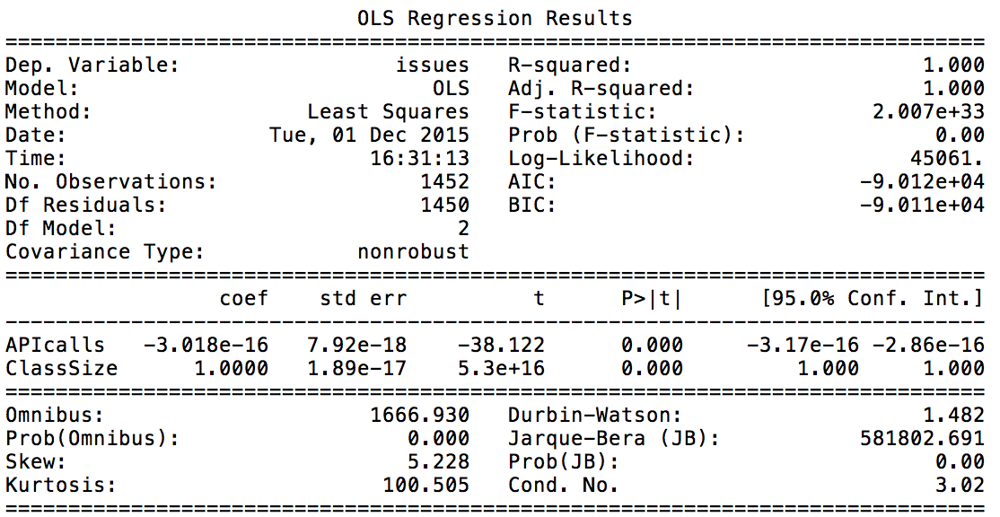 OLS Regression Results
==============================================================================
Dep. Variable: issues R-squared: 1.000
Model: OLS Adj. R-squared: 1.000
Method: Least Squares F-statistic: 2.007e+33
Date: Tue, 01 Dec 2015 Prob (F-statistic): 0.00
Time: 16:31:13 Log-Likelihood: 45061.
No. Observations: 1452 AIC: -9.012e+04
Df Residuals: 1450 BIC: -9.011e+04
Df Model: 2
Covariance Type: nonrobust
==============================================================================
coef std err t P>|t| [95.0% Conf. Int.]
------------------------------------------------------------------------------
APIcalls -3.018e-16 7.92e-18 -38.122 0.000 -3.17e-16 -2.86e-16
ClassSize 1.0000 1.89e-17 5.3e+16 0.000 1.000 1.000
==============================================================================
Omnibus: 1666.930 Durbin-Watson: 1.482
Prob(Omnibus): 0.000 Jarque-Bera (JB): 581802.691
Skew: 5.228 Prob(JB): 0.00
Kurtosis: 100.505 Cond. No. 3.02
==============================================================================